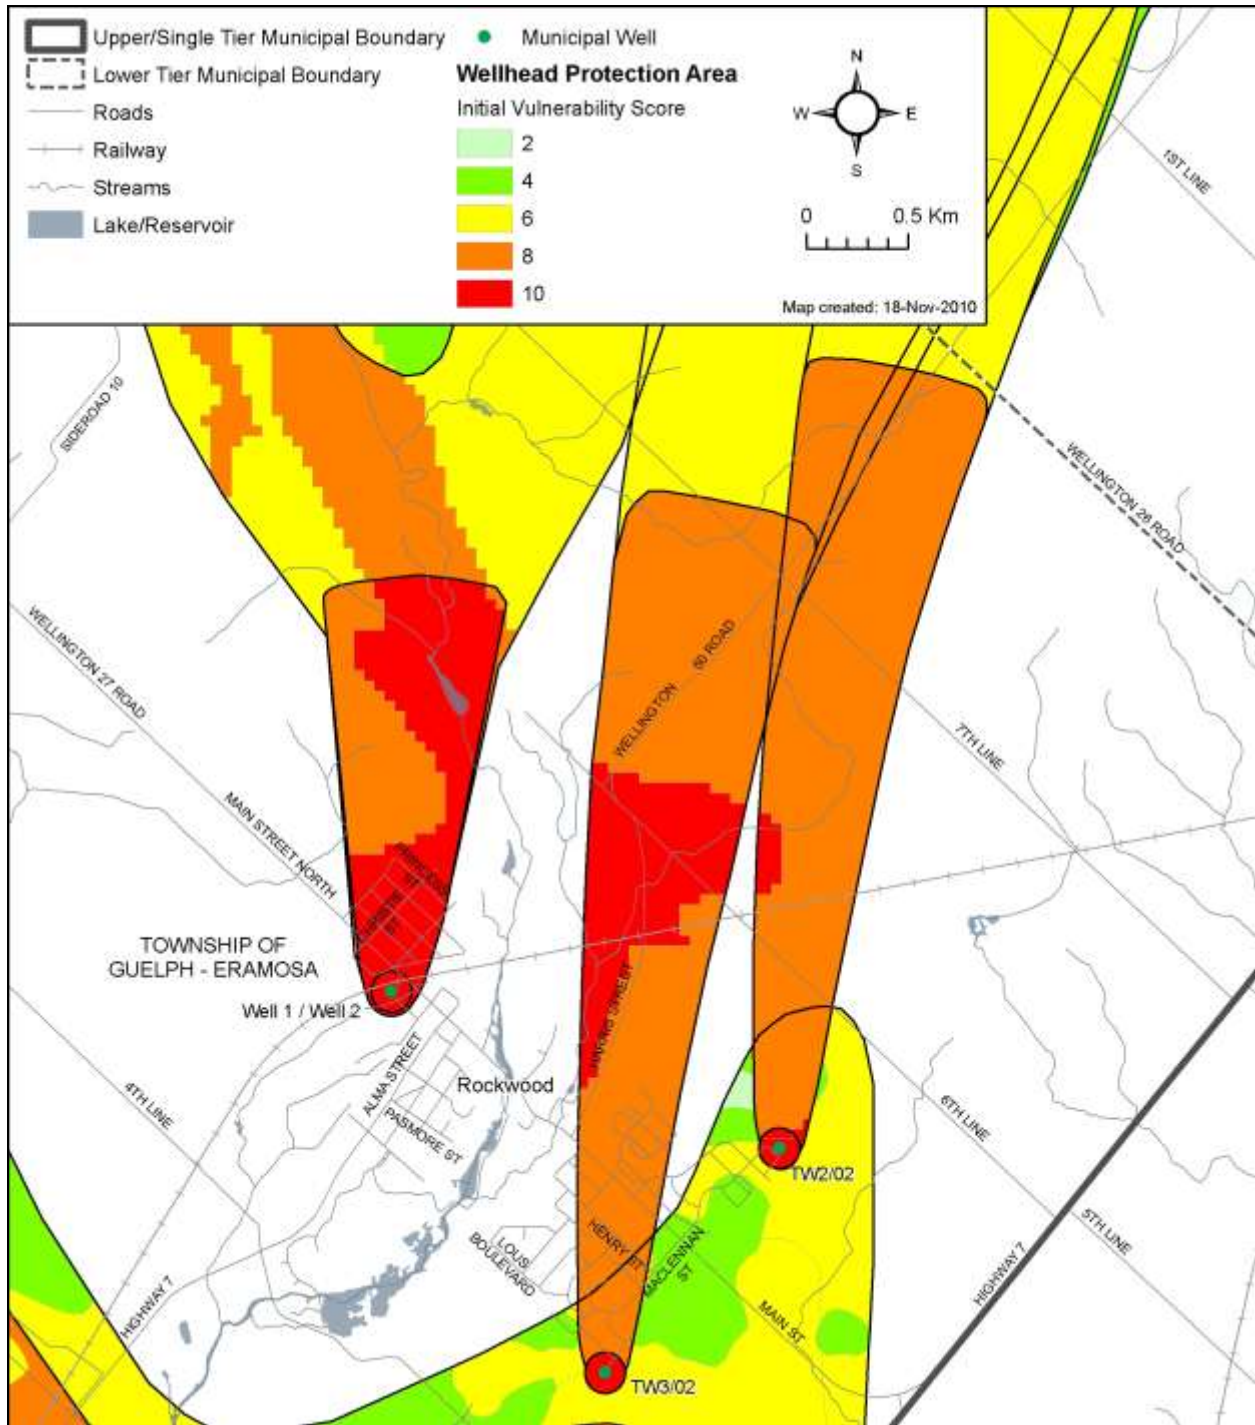 Upper/Single Tier Municipal Boundary
Lower Tier Municipal Boundary
Roads
Railway
Streams
Lake/Reservoir
Municipal Well
Wellhead Protection Area
Initial Vulnerability Score
2
4
6
8
10
N
W E
S
0 0.5 Km
Map created: 18-Nov-2010
1ST LINE
SIDEROAD 10
WELLINGTON 26 ROAD
WELLINGTON 27 ROAD
WELLINGTON 50 ROAD
7TH LINE
MAIN STREET NORTH
CHRISTIE
ST
TOWNSHIP OF
GUELPH - ERAMOSA
Well 1 / Well 2
HARRIS STREET
ALMA STREET
Rockwood
4TH LINE
PASMORE ST
6TH LINE
TW2/02
5TH LINE
HENRY ST
MACLENNAN
ST
LOUS
BOULEVARD
HIGHWAY 7
HIGHWAY 7
MAIN ST
TW3/02